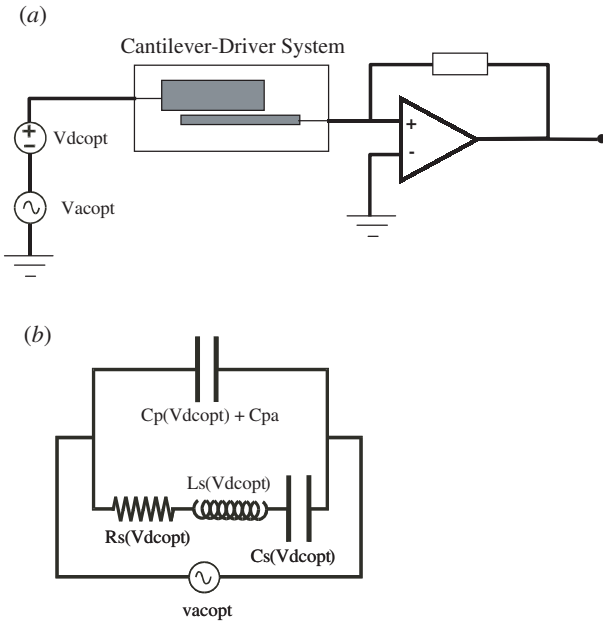 (a)
Cantilever-Driver System
+
-
Vdcopt
Vacopt
+
-
(b)
Cp(Vdcopt) + Cpa
Ls(Vdcopt)
Rs(Vdcopt)
Cs(Vdcopt)
vacopt